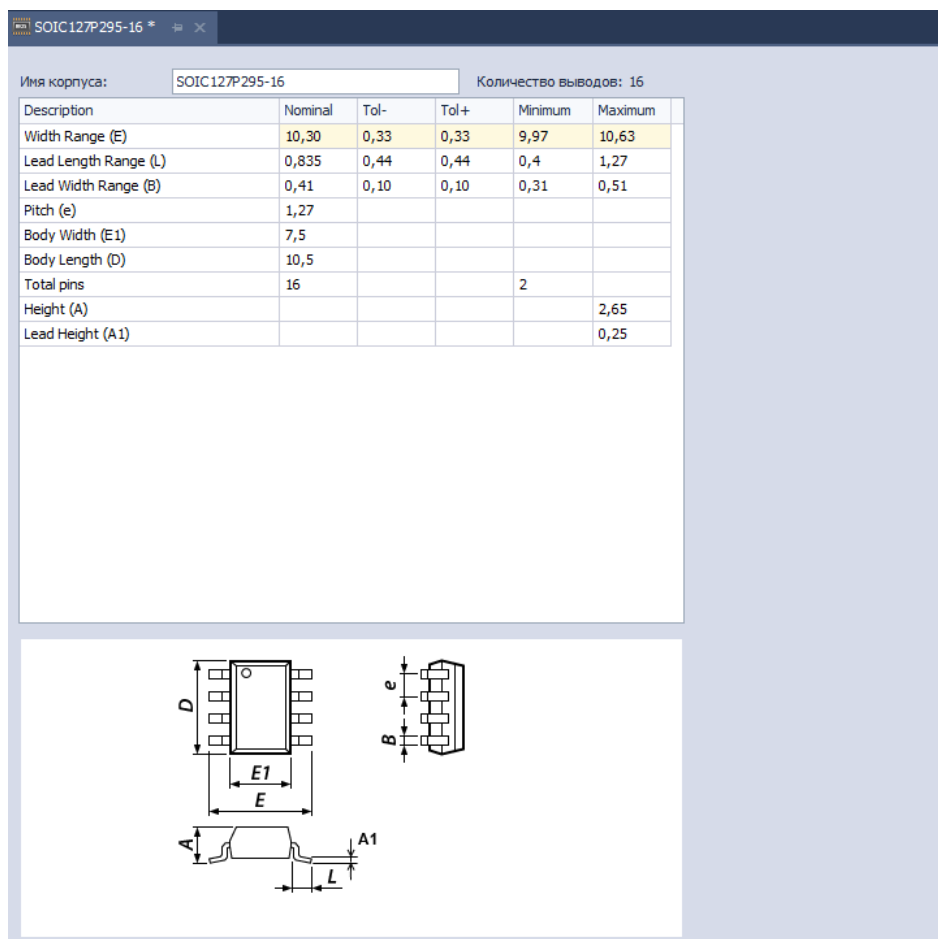 SOIC127P295-16 *
Имя корпуса: SOIC127P295-16 Количество выводов: 16
Description Nominal Tol- Tol+ Minimum Maximum
Width Range (E) 10,30 0,33 0,33 9,97 10,63
Lead Length Range (L) 0,835 0,44 0,44 0,4 1,27
Lead Width Range (B) 0,41 0,10 0,10 0,31 0,51
Pitch (e) 1,27
Body Width (E1) 7,5
Body Length (D) 10,5
Total pins 16 2
Height (A) 2,65
Lead Height (A1) 0,25
D
e
B
E1
E
A
A1
L